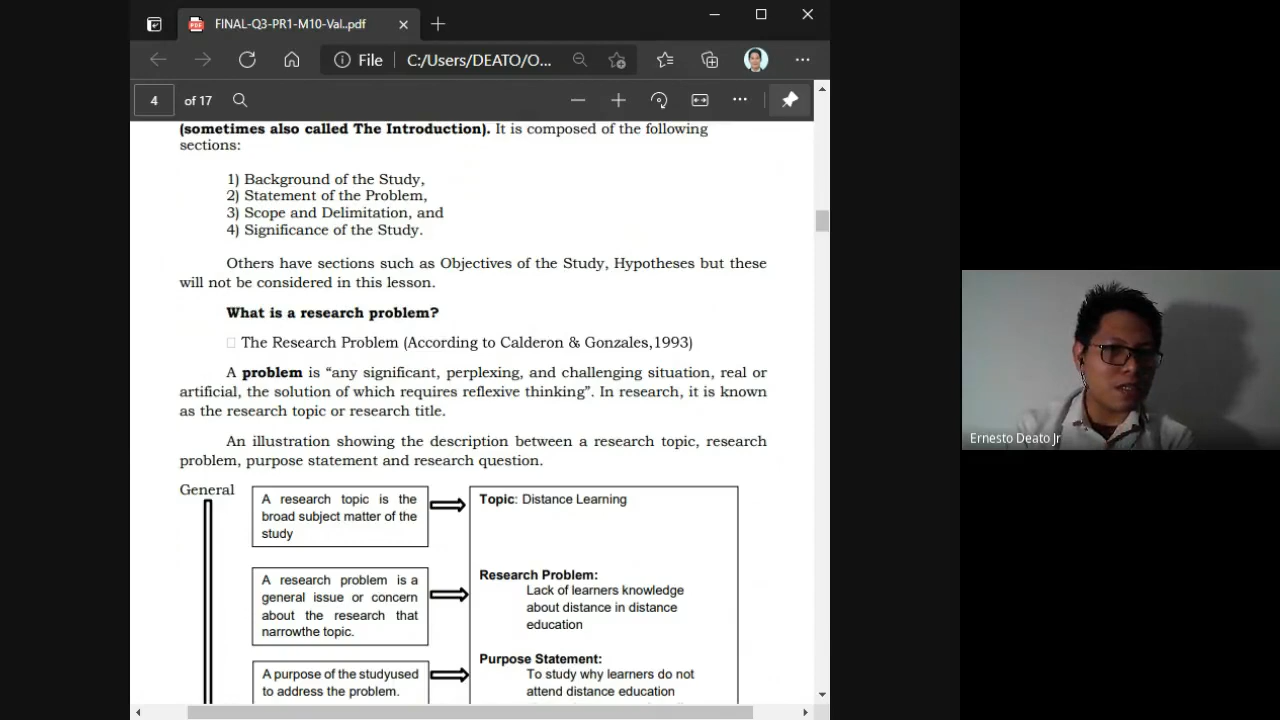 FINAL-Q3-PR1-M10-Val..pdf
File
C:/Users/DEATO/O...
4
of 17
(sometimes also called The Introduction). It is composed of the following
sections:
1) Background of the Study,
2) Statement of the Problem,
3) Scope and Delimitation, and
4) Significance of the Study.
Others have sections such as Objectives of the Study, Hypotheses but these
will not be considered in this lesson.
What is a research problem?
The Research Problem (According to Calderon & Gonzales,1993)
A problem is “any significant, perplexing, and challenging situation, real or
artificial, the solution of which requires reflexive thinking”. In research, it is known
as the research topic or research title.
An illustration showing the description between a research topic, research
problem, purpose statement and research question.
General
A research topic is the
broad subject matter of the
study
Topic: Distance Learning
A research problem is a
general issue or concern
about the research that
narrowthe topic.
Research Problem:
Lack of learners knowledge
about distance in distance
education
A purpose of the studyused
to address the problem.
Purpose Statement:
To study why learners do not
attend distance education
Ernesto Deato Jr